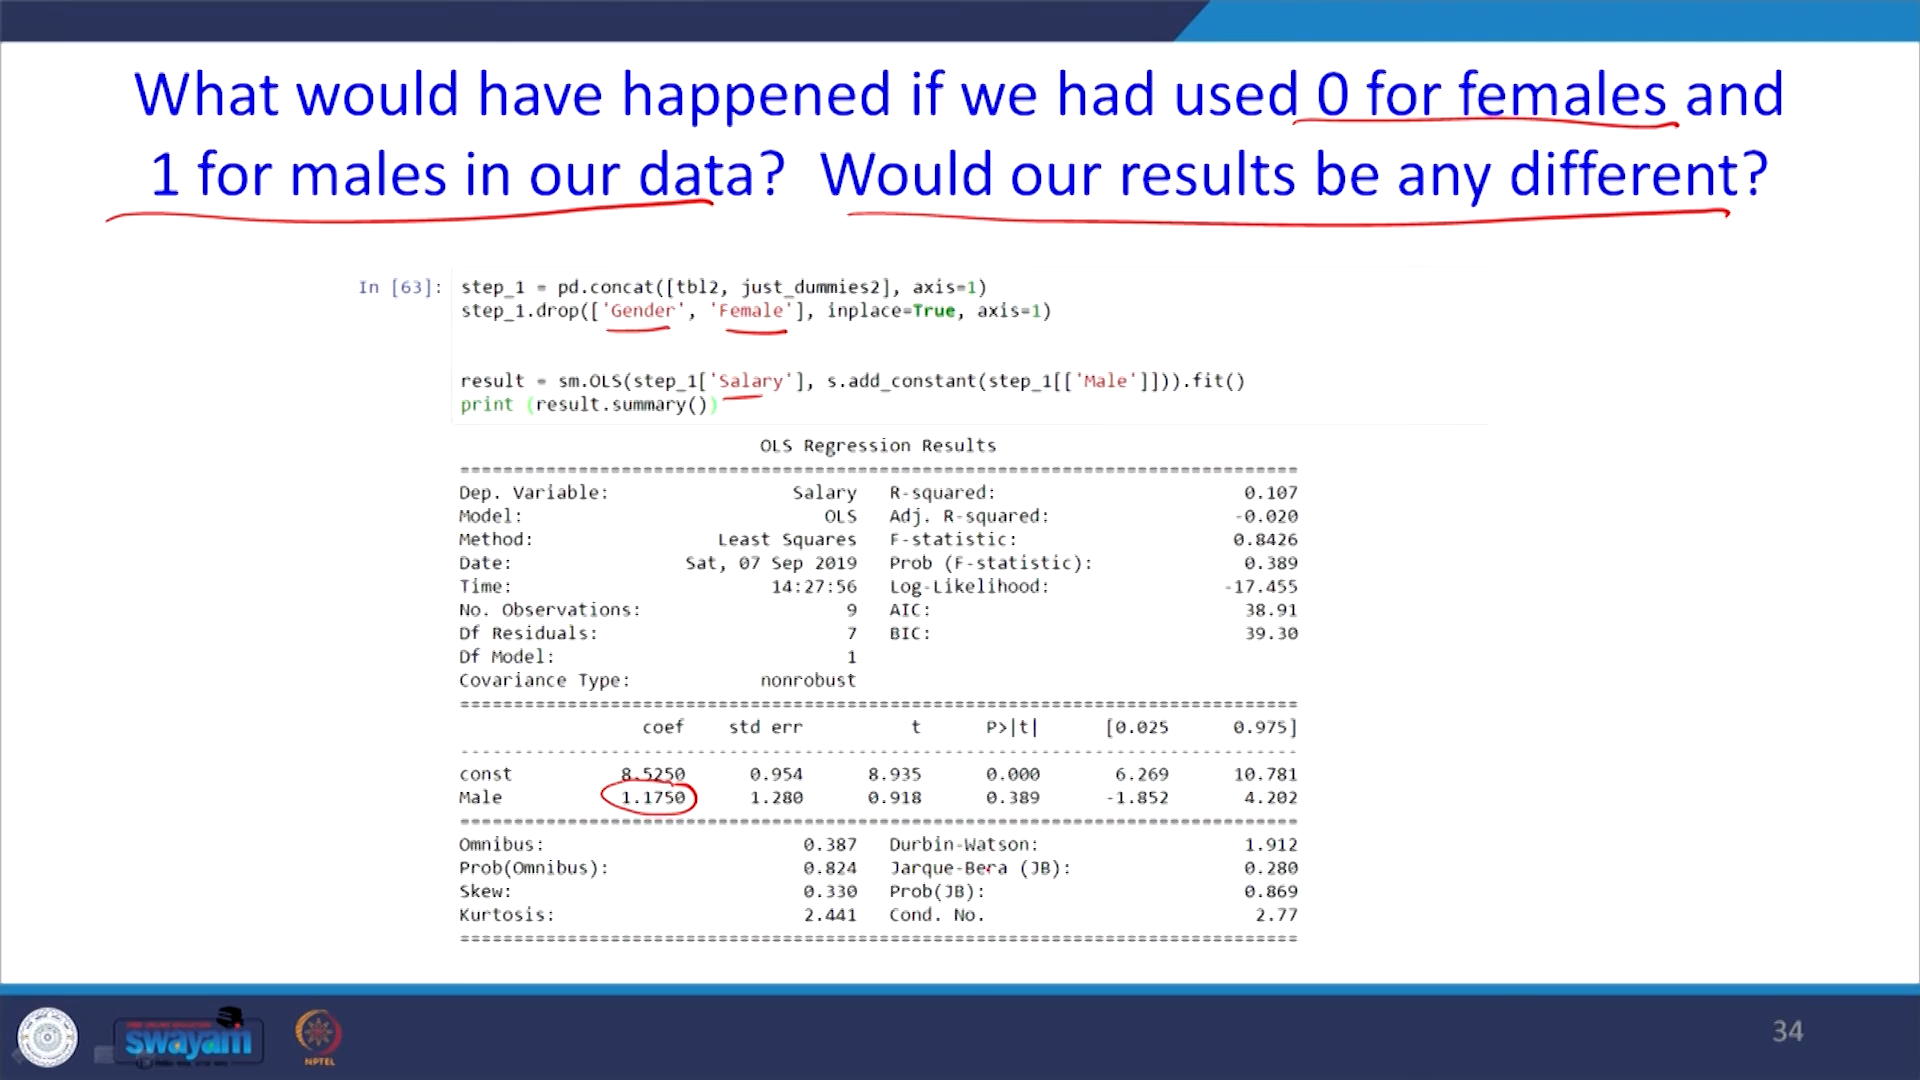 What would have happened if we had used 0 for females and
1 for males in our data? Would our results be any different?
In [63]: step_1 = pd.concat([tbl2, just_dummies2], axis=1)
step_1.drop(['Gender', 'Female'], inplace=True, axis=1)
result = sm.OLS(step_1['Salary'], s.add_constant(step_1[['Male']])).fit()
print (result.summary())
OLS Regression Results
==============================================================================
Dep. Variable: Salary R-squared: 0.107
Model: OLS Adj. R-squared: -0.020
Method: Least Squares F-statistic: 0.8426
Date: Sat, 07 Sep 2019 Prob (F-statistic): 0.389
Time: 14:27:56 Log-Likelihood: -17.455
No. Observations: 9 AIC: 38.91
Df Residuals: 7 BIC: 39.30
Df Model: 1
Covariance Type: nonrobust
==============================================================================
coef std err t P>|t| [0.025 0.975]
------------------------------------------------------------------------------
const 8.5250 0.954 8.935 0.000 6.269 10.781
Male 1.1750 1.280 0.918 0.389 -1.852 4.202
==============================================================================
Omnibus: 0.387 Durbin-Watson: 1.912
Prob(Omnibus): 0.824 Jarque-Bera (JB): 0.280
Skew: 0.330 Prob(JB): 0.869
Kurtosis: 2.441 Cond. No. 2.77
==============================================================================
swayam
NPTEL
34